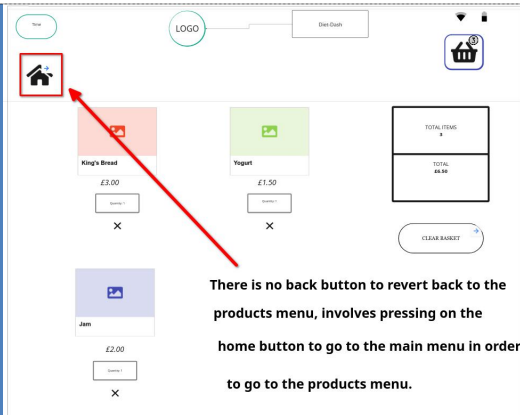 Time
LOGO
Diet-Dash
3
King's Bread
Yogurt
£3.00
£1.50
Quantity: 1
Quantity: 1
TOTAL ITEMS
3
TOTAL
£6.50
CLEAR BASKET
Jam
£2.00
Quantity: 1
There is no back button to revert back to the
products menu, involves pressing on the
home button to go to the main menu in order
to go to the products menu.